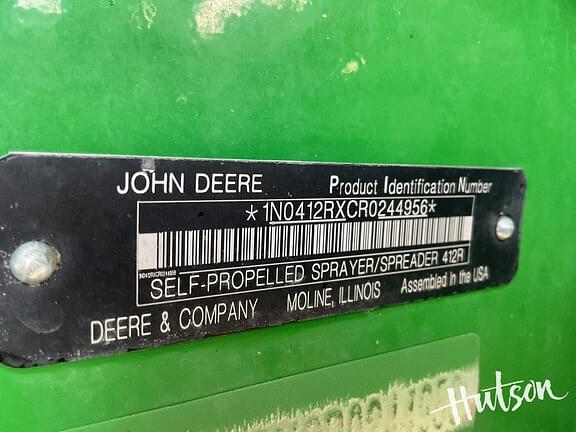 JOHN DEERE Product Identification Number
*1N0412RXCR0244956*
1N0412RXCR0244956
SELF-PROPELLED SPRAYER/SPREADER 412R
DEERE & COMPANY MOLINE, ILLINOIS Assembled in the USA
Hutson